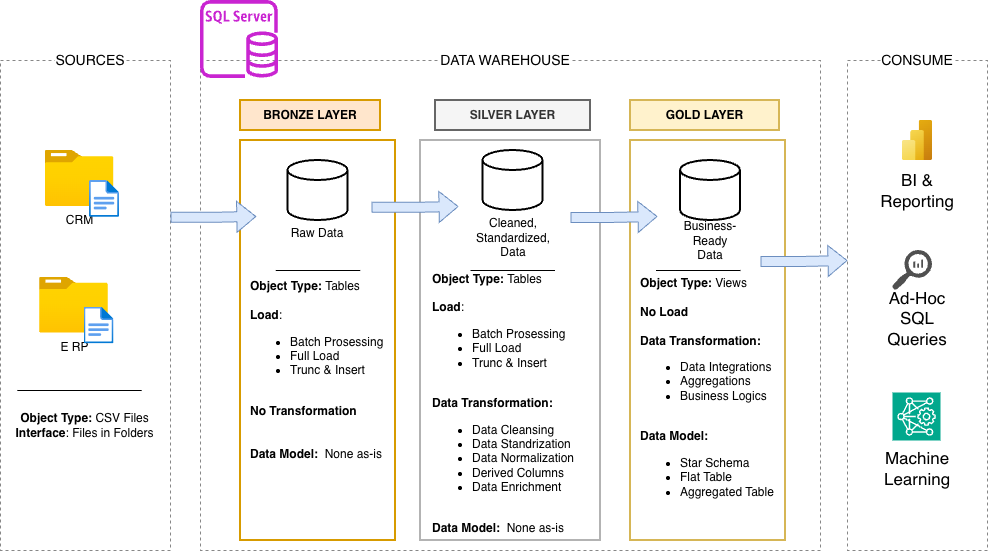 SQL Server
SOURCES
DATA WAREHOUSE
CONSUME
BRONZE LAYER
SILVER LAYER
GOLD LAYER
CRM
E RP
Object Type: CSV Files
Interface: Files in Folders
Raw Data
Object Type: Tables
Load:
• Batch Prosessing
• Full Load
• Trunc & Insert
No Transformation
Data Model: None as-is
Cleaned,
Standardized,
Data
Object Type: Tables
Load:
• Batch Prosessing
• Full Load
• Trunc & Insert
Data Transformation:
• Data Cleansing
• Data Standrization
• Data Normalization
• Derived Columns
• Data Enrichment
Data Model: None as-is
Business-
Ready
Data
Object Type: Views
No Load
Data Transformation:
• Data Integrations
• Aggregations
• Business Logics
Data Model:
• Star Schema
• Flat Table
• Aggregated Table
BI &
Reporting
Ad-Hoc
SQL
Queries
Machine
Learning